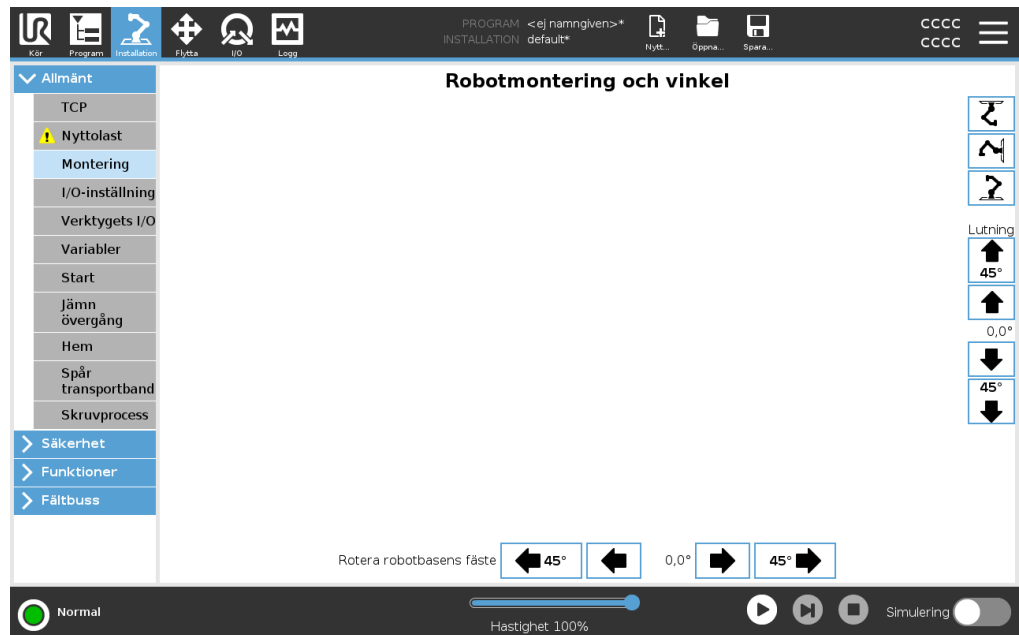 UR
PROGRAM <ej namngiven>*
INSTALLATION default*
CCCC
CCCC
Kör
Program
Installation
Flytta
I/O
Logg
Nytt...
Öppna...
Spara...
Allmänt
TCP
Nyttolast
Montering
I/O-inställning
Verktygets I/O
Variabler
Start
Jämn
övergång
Hem
Spår
transportband
Skruvprocess
Säkerhet
Funktioner
Fältbuss
Robotmontering och vinkel
Lutning
45°
0,0°
45°
Rotera robotbasens fäste
45°
0,0°
45°
Normal
Hastighet 100%
Simulering